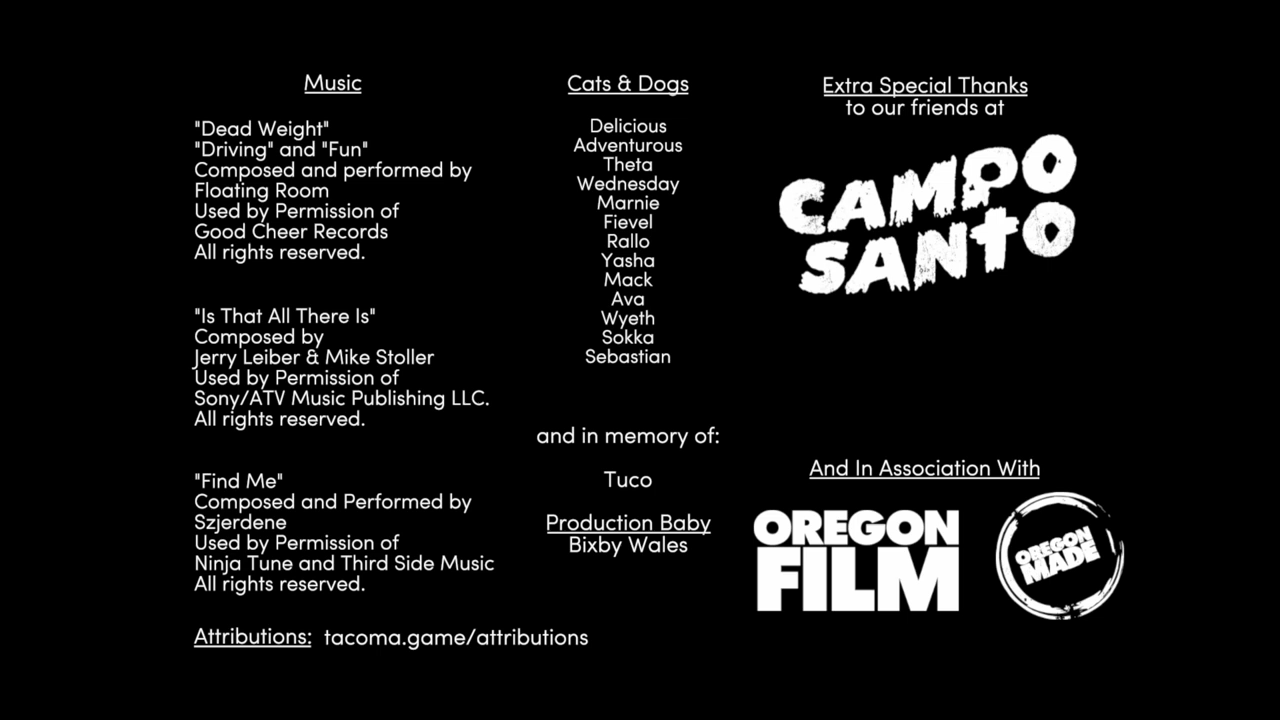 Music
"Dead Weight"
"Driving" and "Fun"
Composed and performed by
Floating Room
Used by Permission of
Good Cheer Records
All rights reserved.
"Is That All There Is"
Composed by
Jerry Leiber & Mike Stoller
Used by Permission of
Sony/ATV Music Publishing LLC.
All rights reserved.
"Find Me"
Composed and Performed by
Szjerdene
Used by Permission of
Ninja Tune and Third Side Music
All rights reserved.
Attributions: tacoma.game/attributions
Cats & Dogs
Delicious
Adventurous
Theta
Wednesday
Marnie
Fievel
Rallo
Yasha
Mack
Ava
Wyeth
Sokka
Sebastian
and in memory of:
Tuco
Production Baby
Bixby Wales
Extra Special Thanks
to our friends at
CAMPO
SANTO
And In Association With
OREGON
FILM
OREGON
MADE